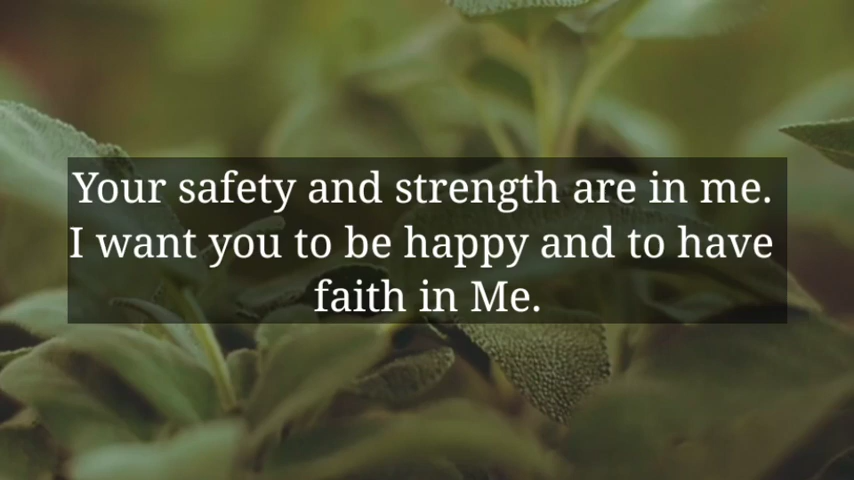 Your safety and strength are in me.
I want you to be happy and to have
faith in Me.